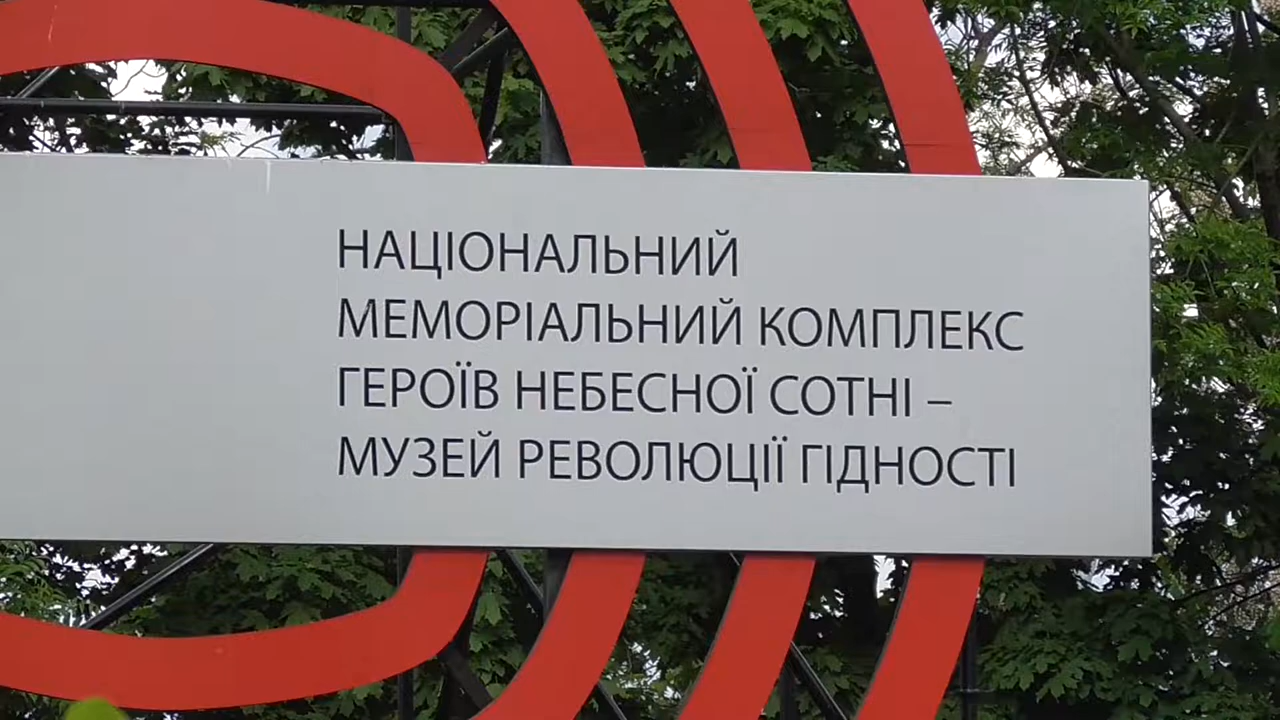 НАЦІОНАЛЬНИЙ
МЕМОРІАЛЬНИЙ КОМПЛЕКС
ГЕРОЇВ НЕБЕСНОЇ СОТНІ –
МУЗЕЙ РЕВОЛЮЦІЇ ГІДНОСТІ